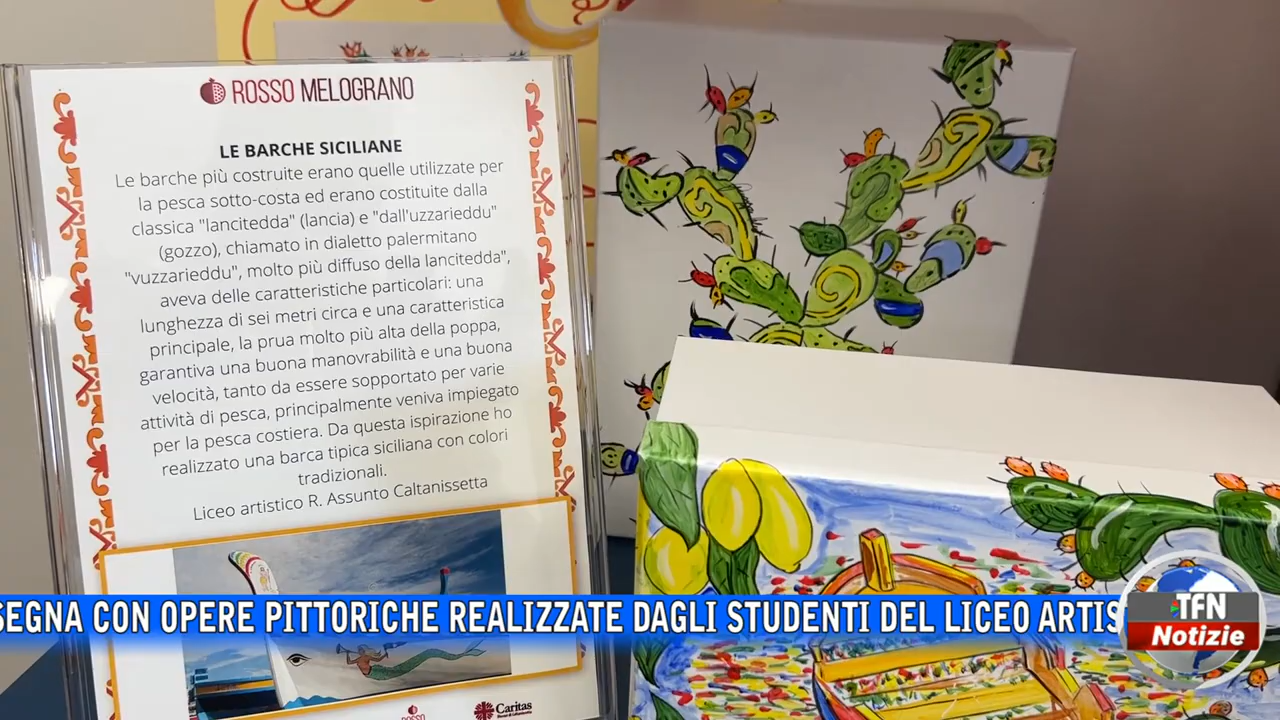 ROSSO MELOGRANO
LE BARCHE SICILIANE
Le barche più costruite erano quelle utilizzate per
la pesca sotto-costa ed erano costituite dalla
classica "lancitedda" (lancia) e "dall'uzzarieddu"
(gozzo), chiamato in dialetto palermitano
"vuzzarieddu", molto più diffuso della lancitedda",
aveva delle caratteristiche particolari: una
lunghezza di sei metri circa e una caratteristica
principale, la prua molto più alta della poppa,
garantiva una buona manovrabilità e una buona
velocità, tanto da essere sopportato per varie
attività di pesca, principalmente veniva impiegato
per la pesca costiera. Da questa ispirazione ho
realizzato una barca tipica siciliana con colori
tradizionali.
Liceo artistico R. Assunto Caltanissetta
SEGNA CON OPERE PITTORICHE REALIZZATE DAGLI STUDENTI DEL LICEO ARTIS
TFN
Notizie
ROSSO
Caritas